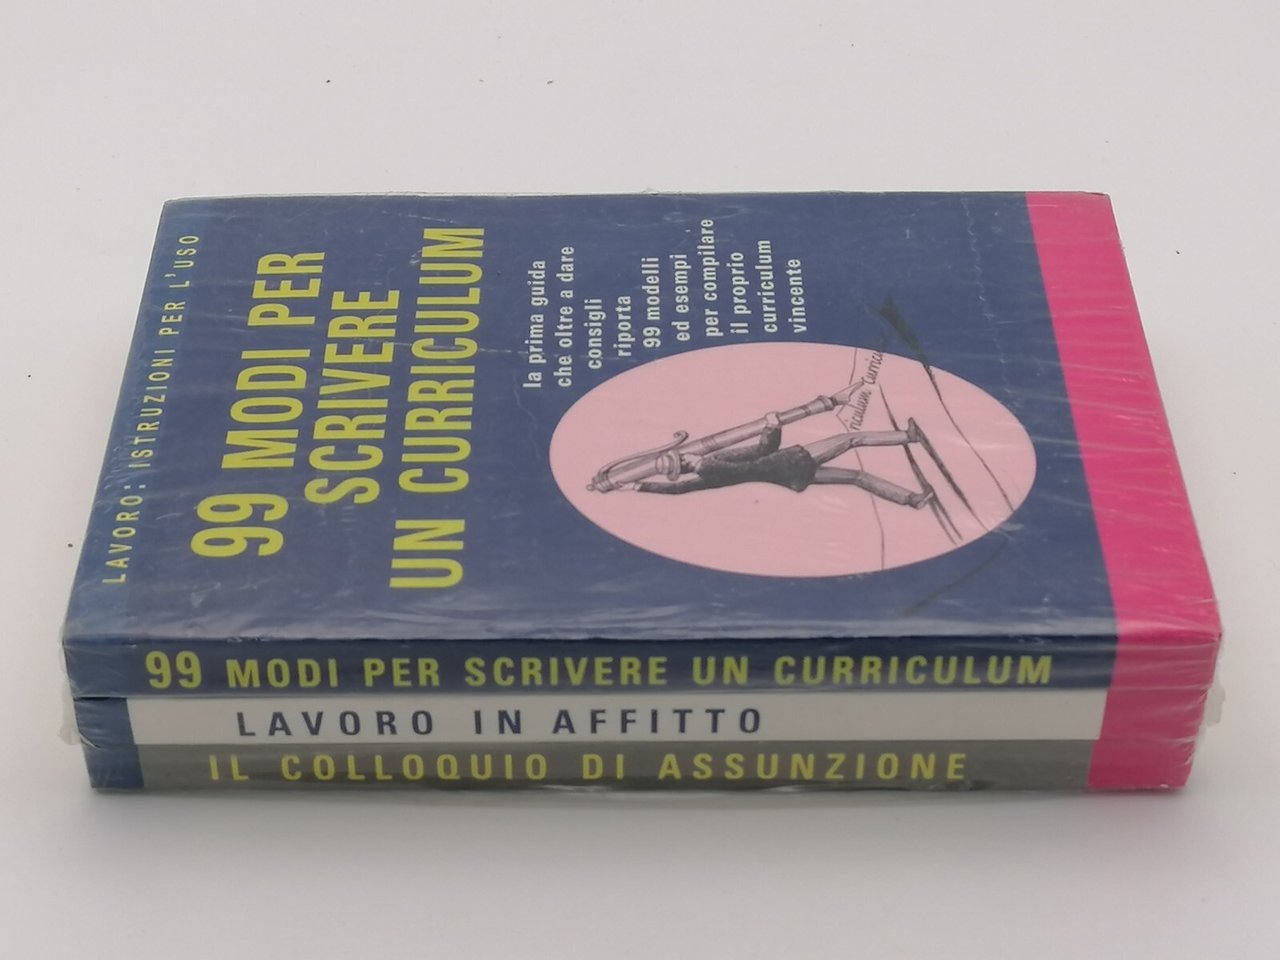 LAVORO: ISTRUZIONI PER L'USO
99 MODI PER
SCRIVERE
UN CURRICULUM
la prima guida
che oltre a dare
consigli
riporta
99 modelli
ed esempi
per compilare
il proprio
curriculum
vincente
riculum curricu
99 MODI PER SCRIVERE UN CURRICULUM
LAVORO IN AFFITTO
IL COLLOQUIO DI ASSUNZIONE